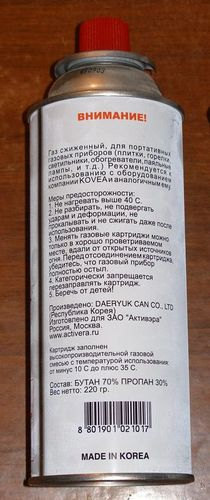 ВНИМАНИЕ!
Газ сжиженный, для портативных
газовых приборов (плитки, горелки,
светильники, обогреватели, паяльные
лампы, и т.д.) Рекомендуется к
использованию с оборудованием
компании KOVEA и аналогичным ему.
Меры предосторожности:
1. Не нагревать выше 40 С.
2. Не разбирать, не подвергать
ударам и деформации, не
прокалывать и не сжигать даже после
использования.
3. Менять газовые картриджи можно
только в хорошо проветриваемом
месте, вдали от открытых источников
огня. Перед отсоединением картриджа,
убедитесь, что газовый прибор
полностью остыл.
4. Категорически запрещается
перезаправлять картридж.
5. Беречь от детей!
Произведено: DAERYUK CAN CO., LTD
(Республика Корея)
Изготовлено для ЗАО "Активэра"
Россия, Москва.
www.activera.ru
Картридж заполнен
высокопроизводительной газовой
смесью с температурой использования
от минус 10 С до плюс 35 С.
Состав: БУТАН 70% ПРОПАН 30%
Вес нетто: 220 гр.
8 801901 021017
MADE IN KOREA